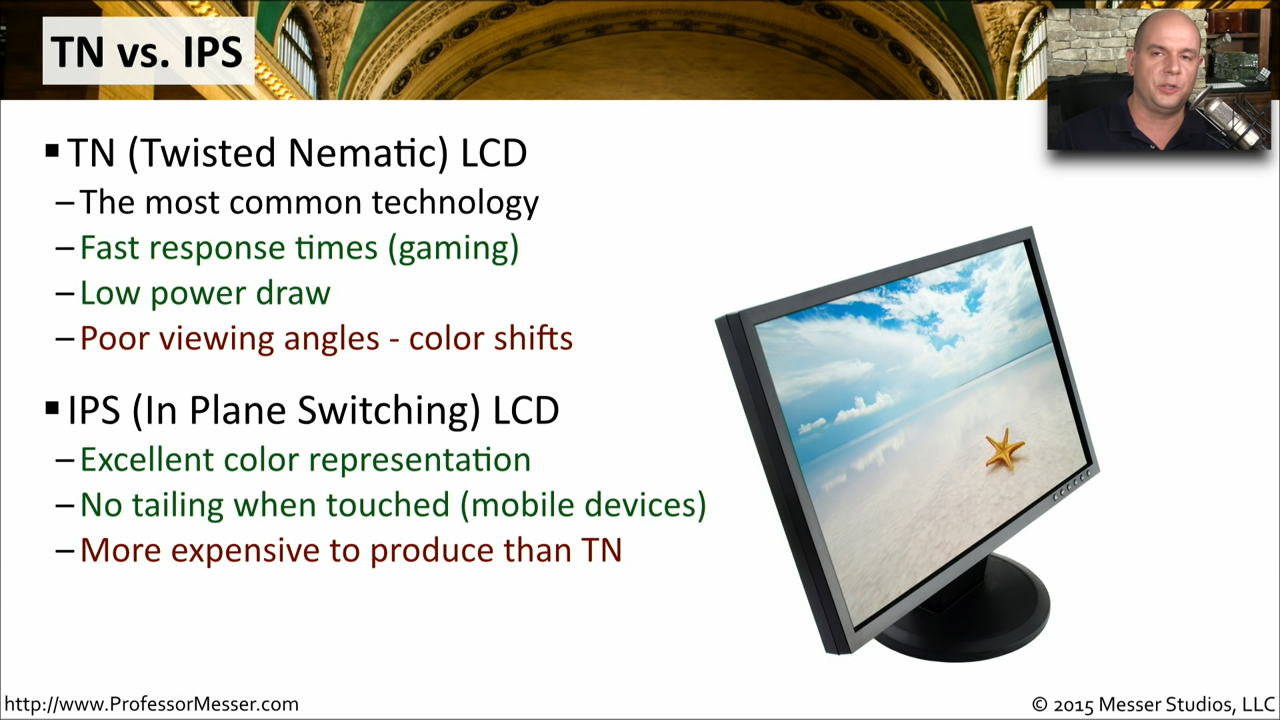 TN vs. IPS
▪ TN (Twisted Nematic) LCD
– The most common technology
– Fast response times (gaming)
– Low power draw
– Poor viewing angles - color shifts
▪ IPS (In Plane Switching) LCD
– Excellent color representation
– No tailing when touched (mobile devices)
– More expensive to produce than TN
http://www.ProfessorMesser.com
© 2015 Messer Studios, LLC